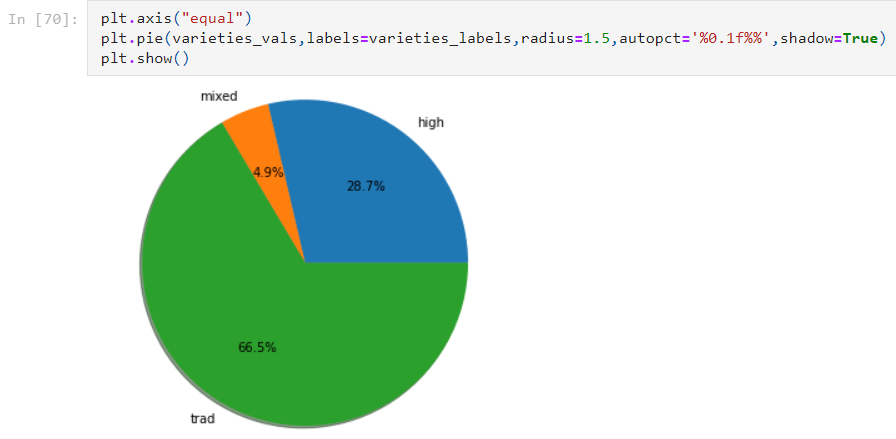 In [70]:
plt.axis("equal")
plt.pie(varieties_vals,labels=varieties_labels,radius=1.5,autopct='%0.1f%%',shadow=True)
plt.show()
mixed
high
4.9%
28.7%
66.5%
trad